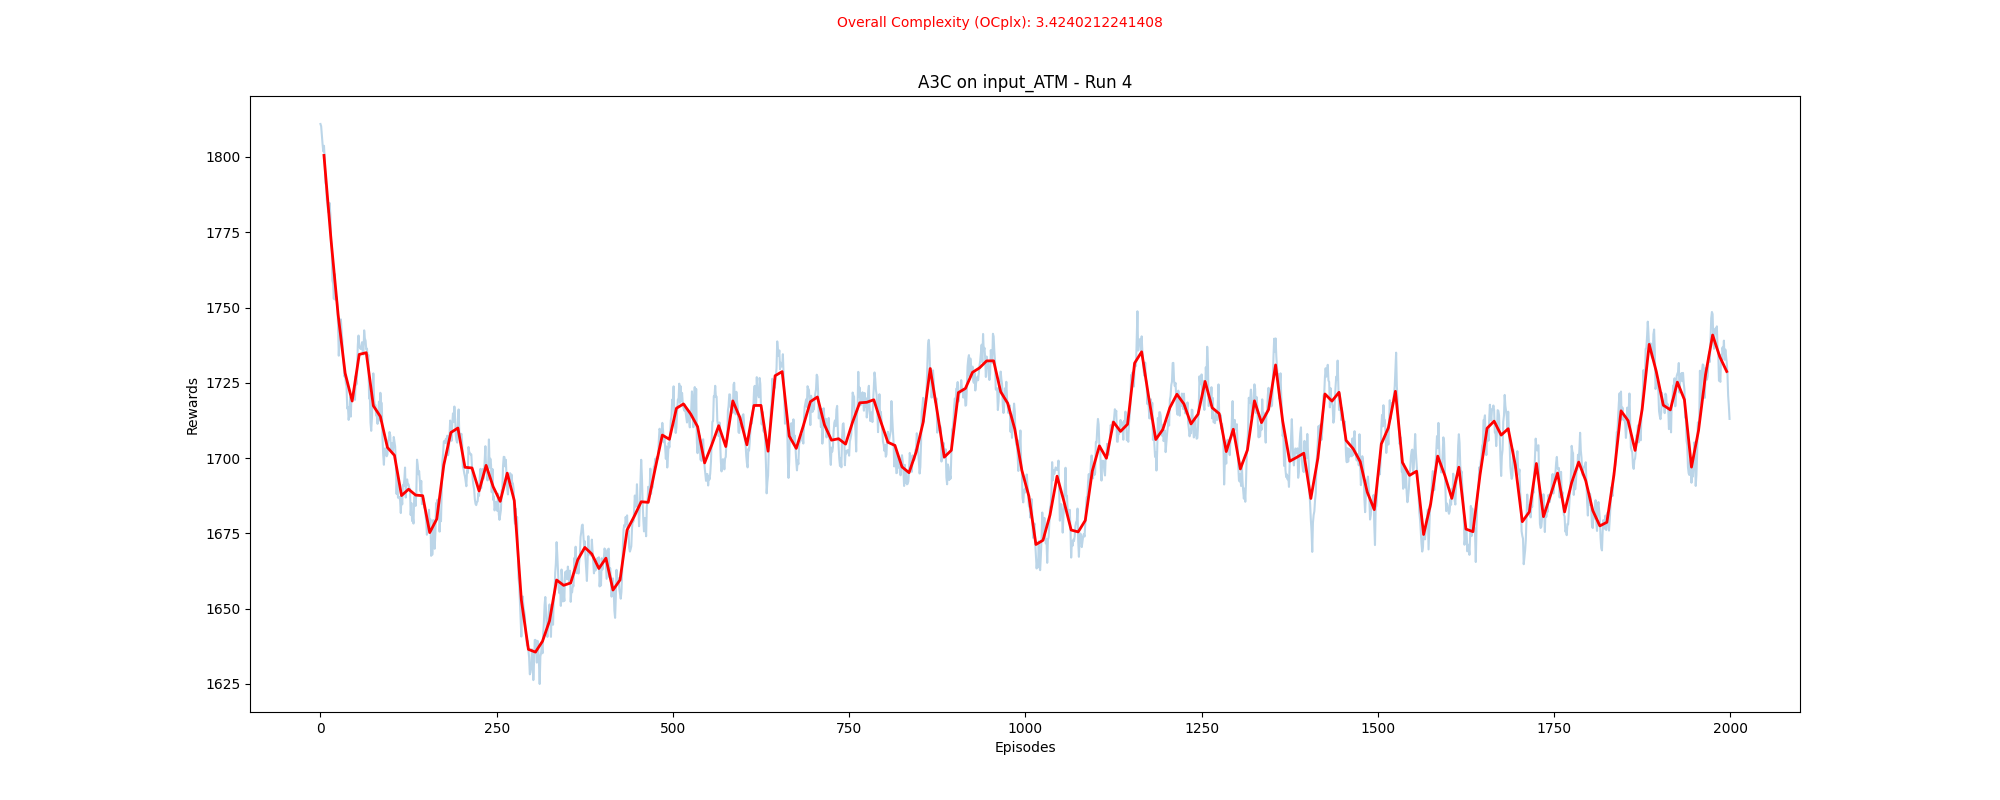 Overall Complexity (OCplx): 3.4240212241408
A3C on input_ATM - Run 4
Rewards
1800
1775
1750
1725
1700
1675
1650
1625
0 250 500 750 1000 1250 1500 1750 2000
Episodes